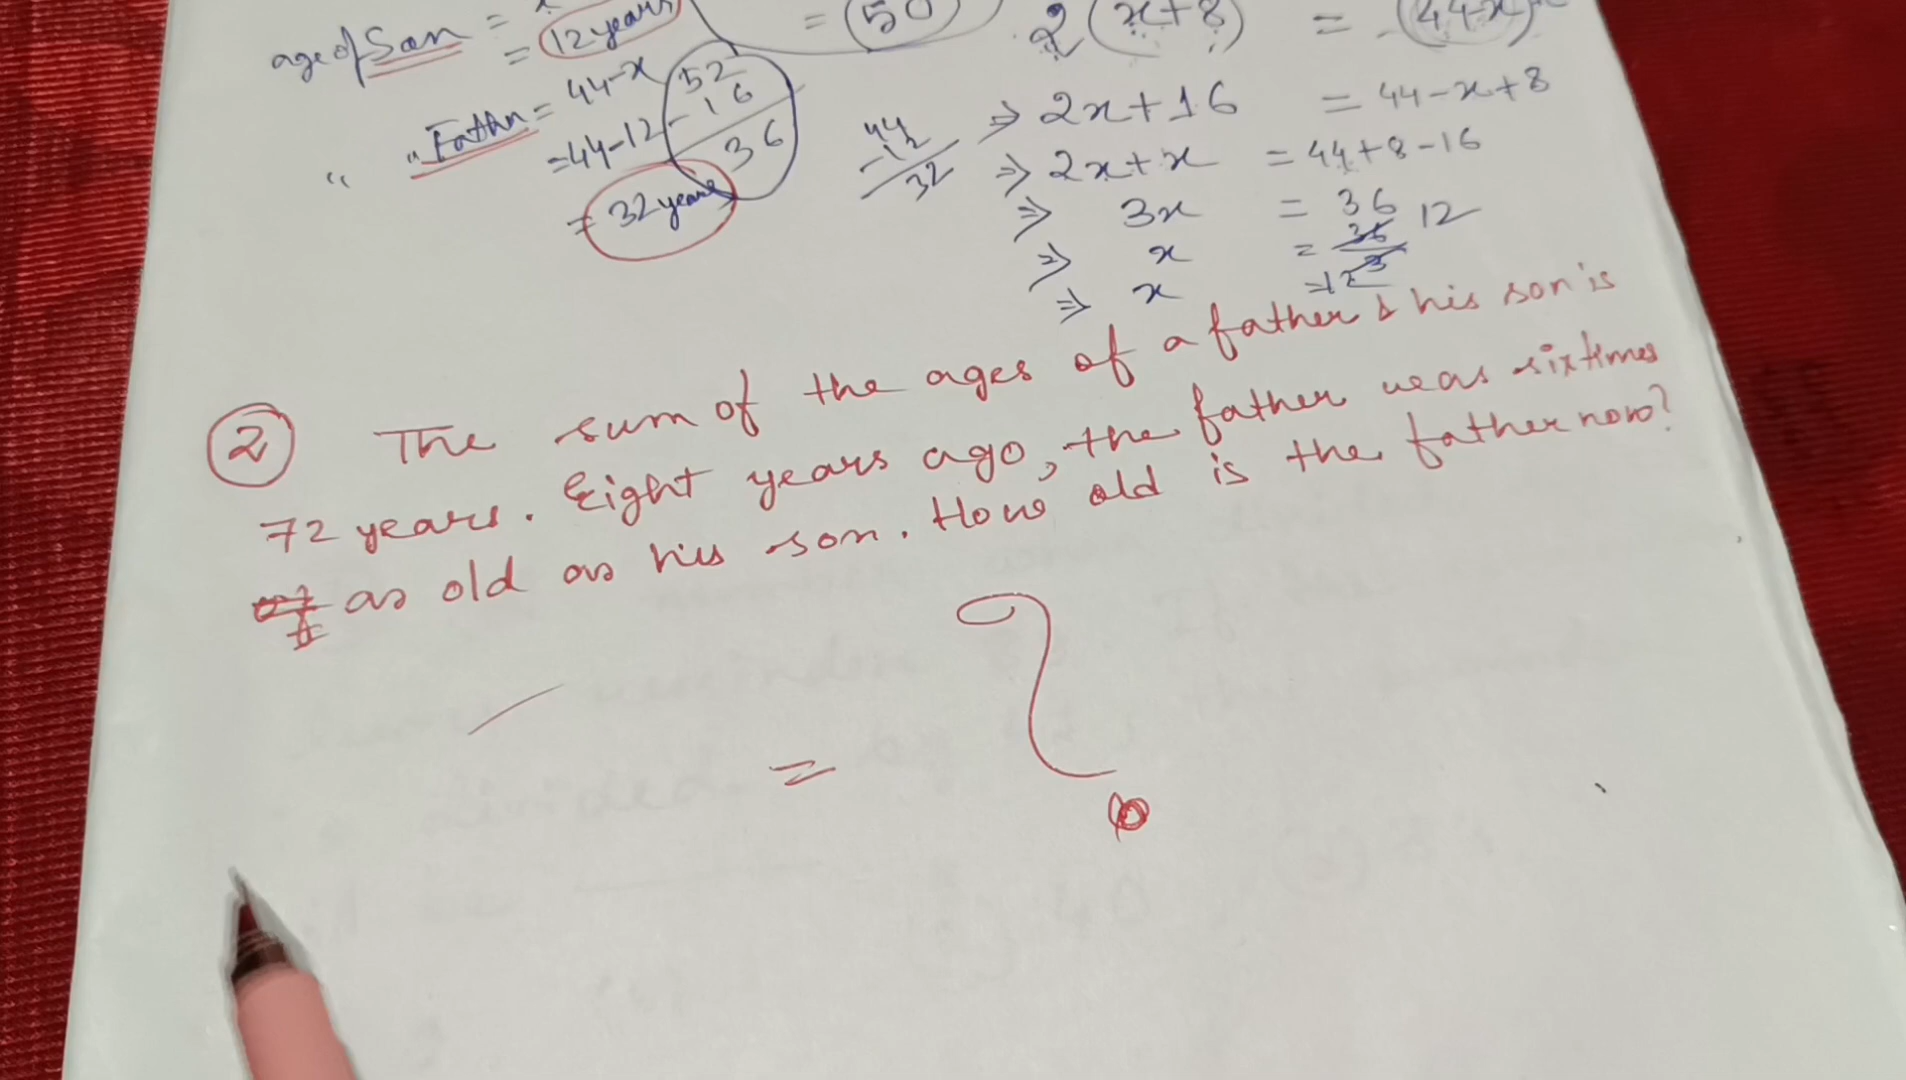 age of Son =
= 12 years
= 50
2(x+8) = (44-x)
" " Father = 44-x
= 44-12
= 32 years
52
-16
36
44
-12
32
⇒ 2x+16 = 44-x+8
⇒ 2x+x = 44+8-16
⇒ 3x = 36
⇒ x = 36/3 12
⇒ x = 12
② The sum of the ages of a father & his son is
72 years. Eight years ago, the father was six times
as old as his son. How old is the father now?
=